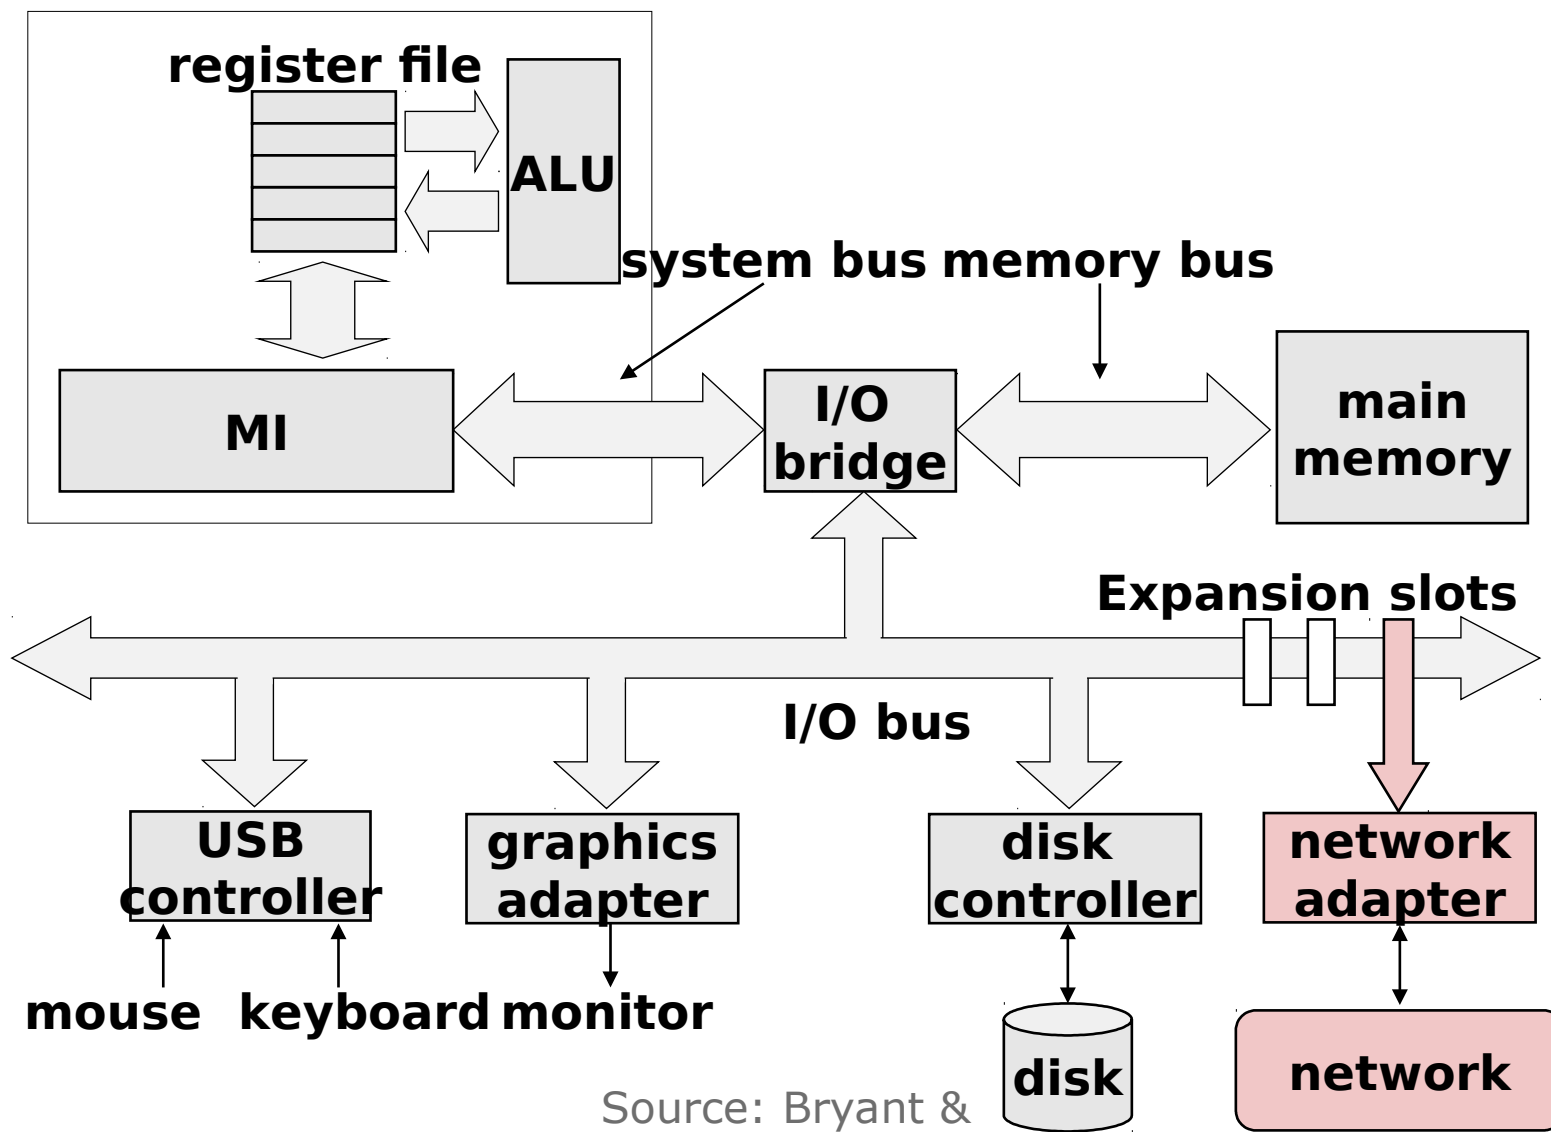 register file
ALU
system bus memory bus
MI
I/O
bridge
main
memory
Expansion slots
I/O bus
USB
controller
graphics
adapter
disk
controller
network
adapter
mouse keyboard monitor
disk
network
Source: Bryant &